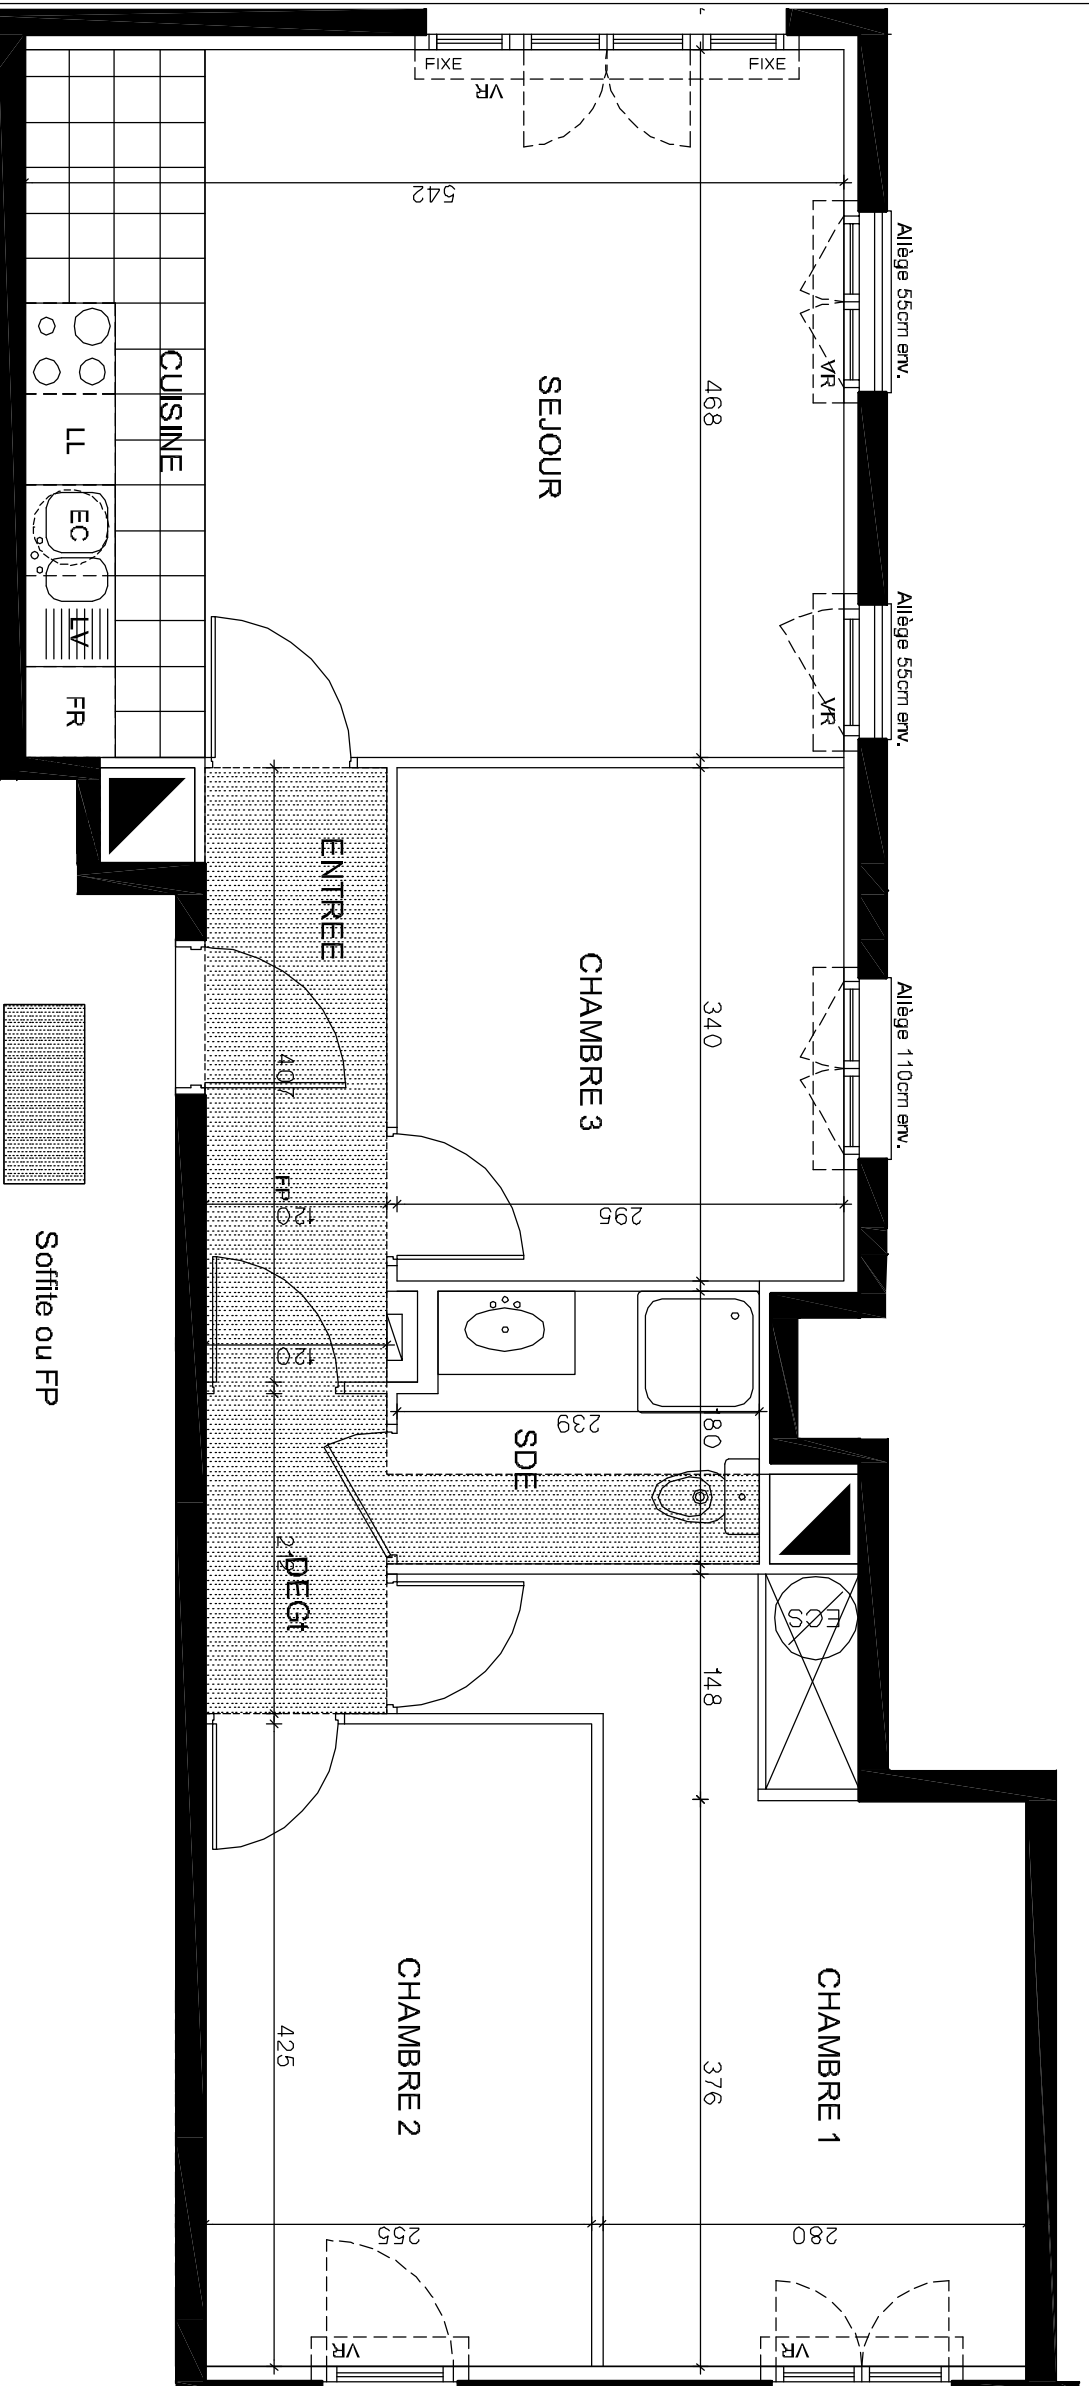 FIXE
FIXE
VR
542
Allège 55cm env.
VR
468
SEJOUR
CUISINE
LL
EC
LV
FR
Allège 55cm env.
VR
ENTREE
CHAMBRE 3
340
Allège 110cm env.
407
FP
120
295
Soffite ou FP
120
239
180
SDE
212
DEGt
ECS
148
CHAMBRE 2
CHAMBRE 1
425
376
255
280
VR
VR